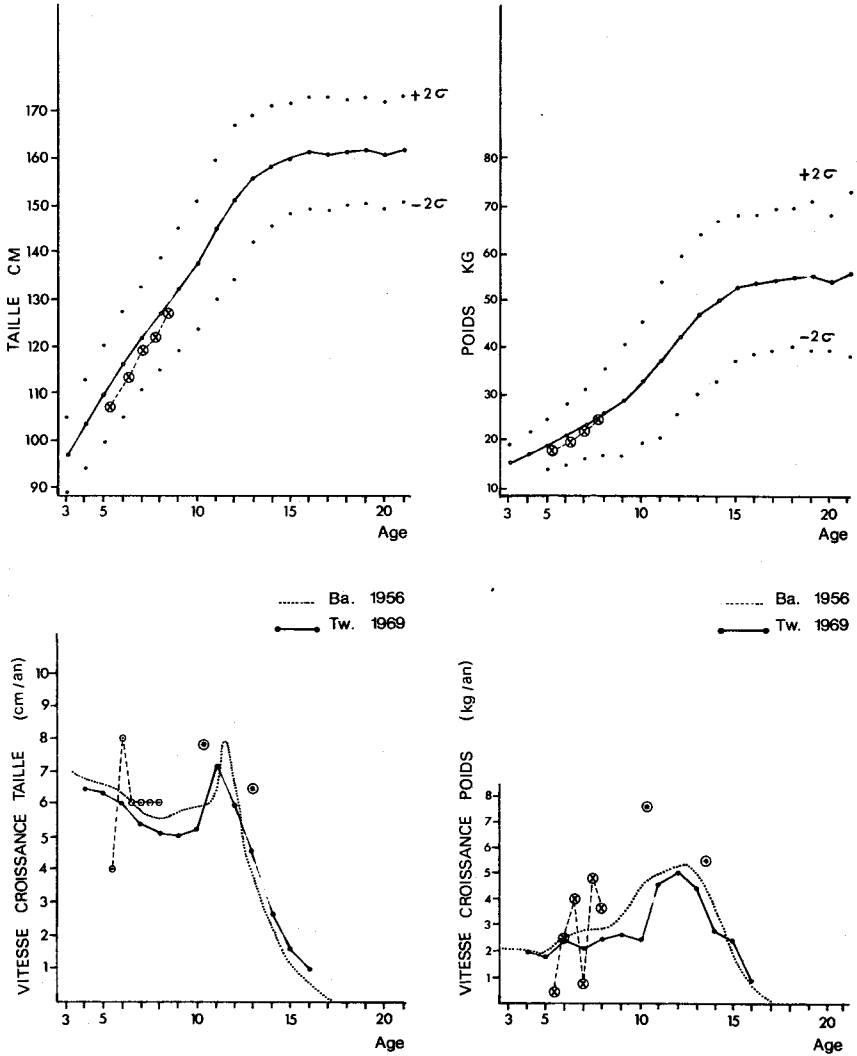 TAILLE CM
170
160
150
140
130
120
110
100
90
+2σ
-2σ
3 5 10 15 20
Age
POIDS KG
80
70
60
50
40
30
20
10
+2σ
-2σ
3 5 10 15 20
Age
Ba. 1956
Tw. 1969
VITESSE CROISSANCE TAILLE (cm/an)
10
9
8
7
6
5
4
3
2
1
3 5 10 15 20
Age
Ba. 1956
Tw. 1969
VITESSE CROISSANCE POIDS (kg/an)
8
7
6
5
4
3
2
1
3 5 10 15 20
Age